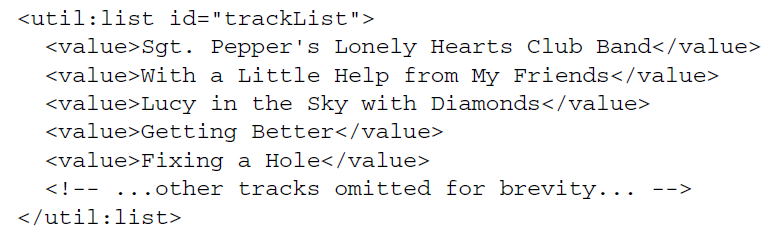 <util:list id="trackList">
<value>Sgt. Pepper's Lonely Hearts Club Band</value>
<value>With a Little Help from My Friends</value>
<value>Lucy in the Sky with Diamonds</value>
<value>Getting Better</value>
<value>Fixing a Hole</value>
<!-- ...other tracks omitted for brevity... -->
</util:list>